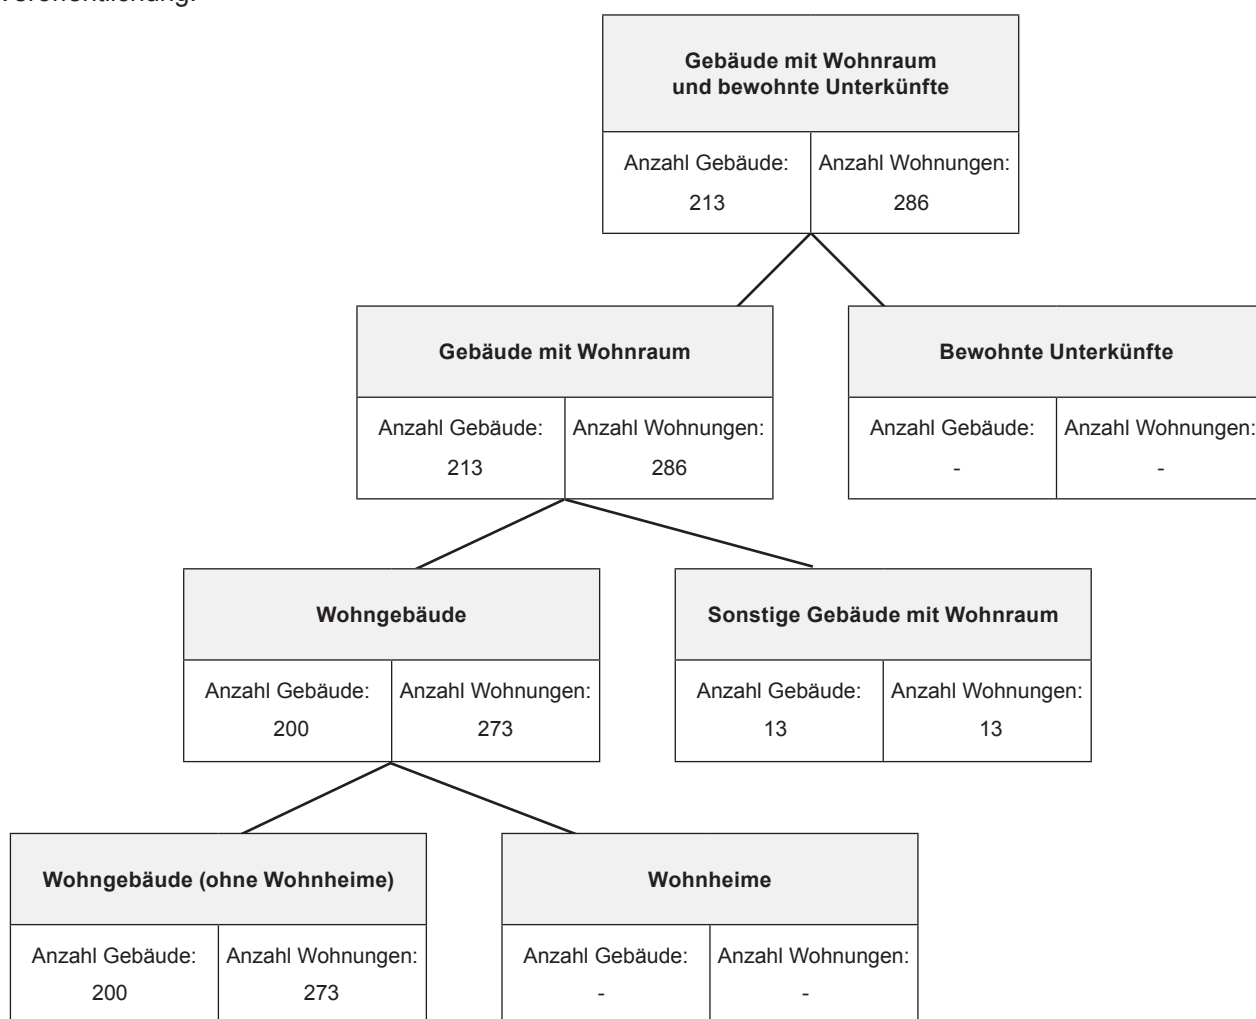 Veröffentlichung.
Gebäude mit Wohnraum
und bewohnte Unterkünfte
Anzahl Gebäude: Anzahl Wohnungen:
213 286
Gebäude mit Wohnraum Bewohnte Unterkünfte
Anzahl Gebäude: Anzahl Wohnungen: Anzahl Gebäude: Anzahl Wohnungen:
213 286 - -
Wohngebäude Sonstige Gebäude mit Wohnraum
Anzahl Gebäude: Anzahl Wohnungen: Anzahl Gebäude: Anzahl Wohnungen:
200 273 13 13
Wohngebäude (ohne Wohnheime) Wohnheime
Anzahl Gebäude: Anzahl Wohnungen: Anzahl Gebäude: Anzahl Wohnungen:
200 273 - -